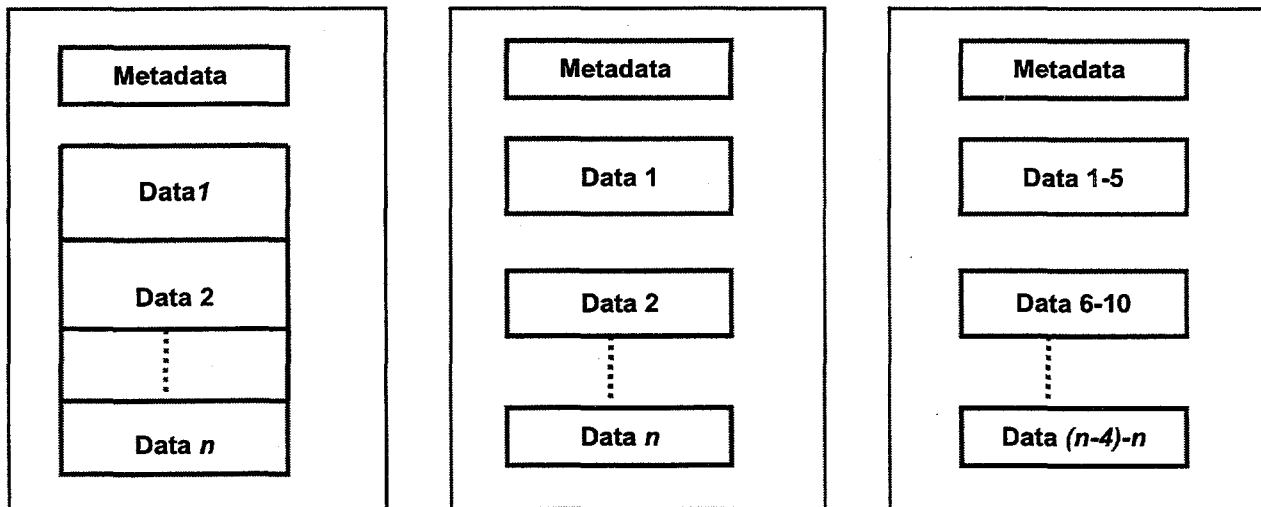 Metadata
Data1
Data 2
Data n
Metadata
Data 1
Data 2
Data n
Metadata
Data 1-5
Data 6-10
Data (n-4)-n